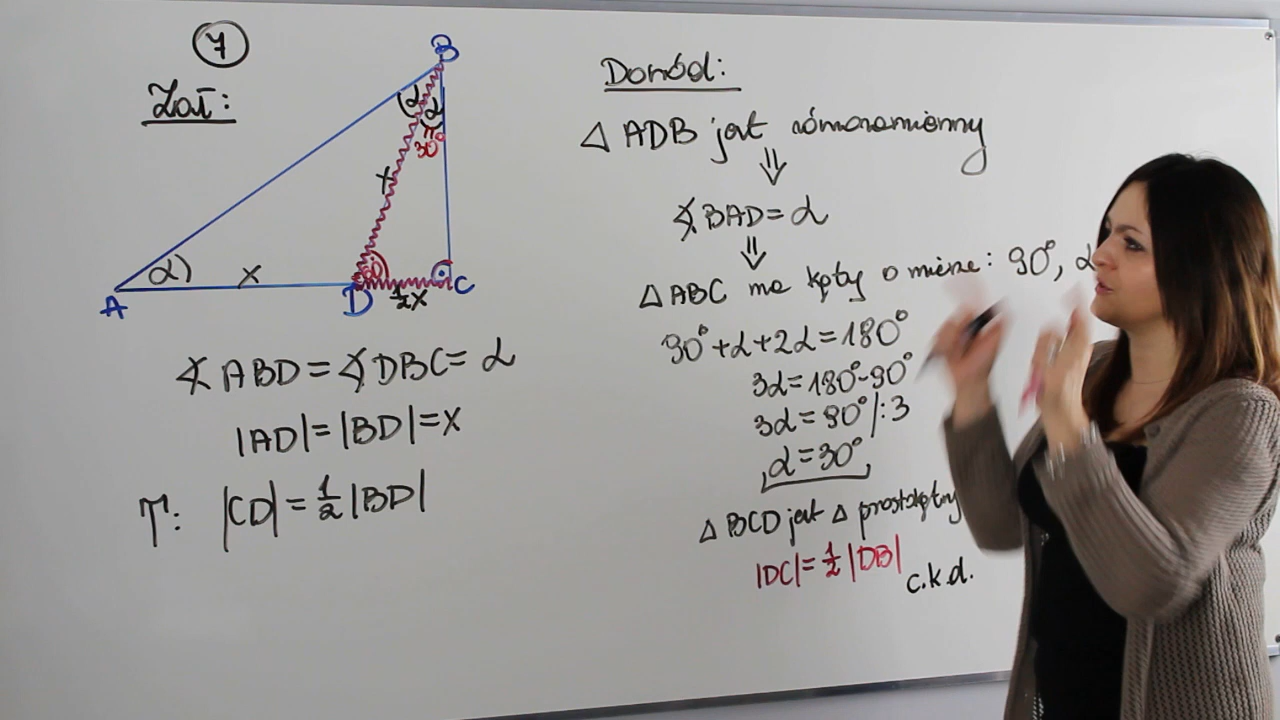 7
Zał:
B
α
α
30°
x
α
x
60°
A
D
½x
C
∢ ABD = ∢ DBC = α
|AD| = |BD| = x
T: |CD| = ½ |BD|
Dowód:
△ ADB jest równoramienny
⇓
∢ BAD = α
⇓
△ ABC ma kąty o mierze: 90°, α
90° + α + 2α = 180°
3α = 180° - 90°
3α = 90° /:3
α = 30°
△ BCD jest △ prostokątny
|DC| = ½ |DB|
c.k.d.